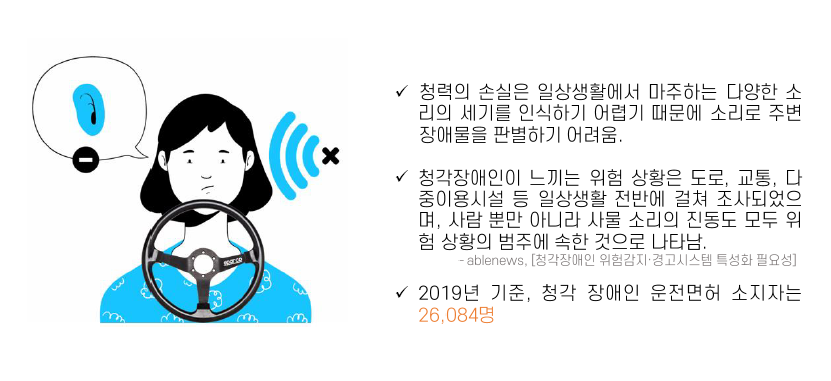 ✓ 청력의 손실은 일상생활에서 마주하는 다양한 소
리의 세기를 인식하기 어렵기 때문에 소리로 주변
장애물을 판별하기 어려움.
✓ 청각장애인이 느끼는 위험 상황은 도로, 교통, 다
중이용시설 등 일상생활 전반에 걸쳐 조사되었으
며, 사람 뿐만 아니라 사물 소리의 진동도 모두 위
험 상황의 범주에 속한 것으로 나타남.
- ablenews, [청각장애인 위험감지·경고시스템 특성화 필요성]
✓ 2019년 기준, 청각 장애인 운전면허 소지자는
26,084명
sparco